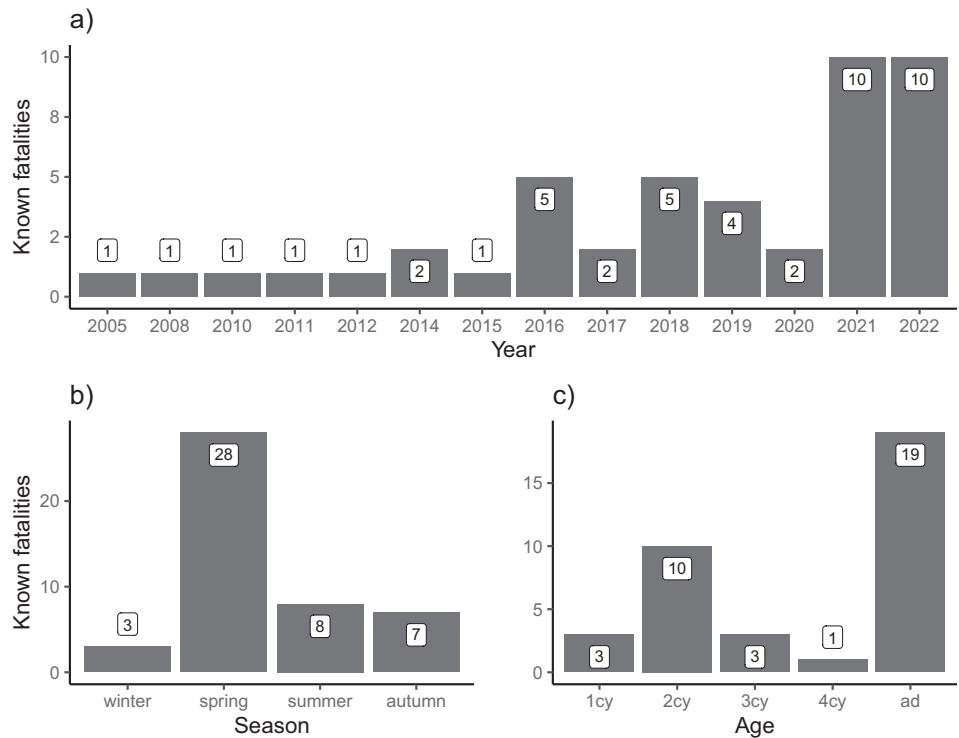 a)
Known fatalities
10
8
5
2
0
1 1 1 1 1 2 1 5 2 5 4 2 10 10
2005 2008 2010 2011 2012 2014 2015 2016 2017 2018 2019 2020 2021 2022
Year
b)
Known fatalities
20
10
0
3 28 8 7
winter spring summer autumn
Season
c)
15
10
5
0
3 10 3 1 19
1cy 2cy 3cy 4cy ad
Age